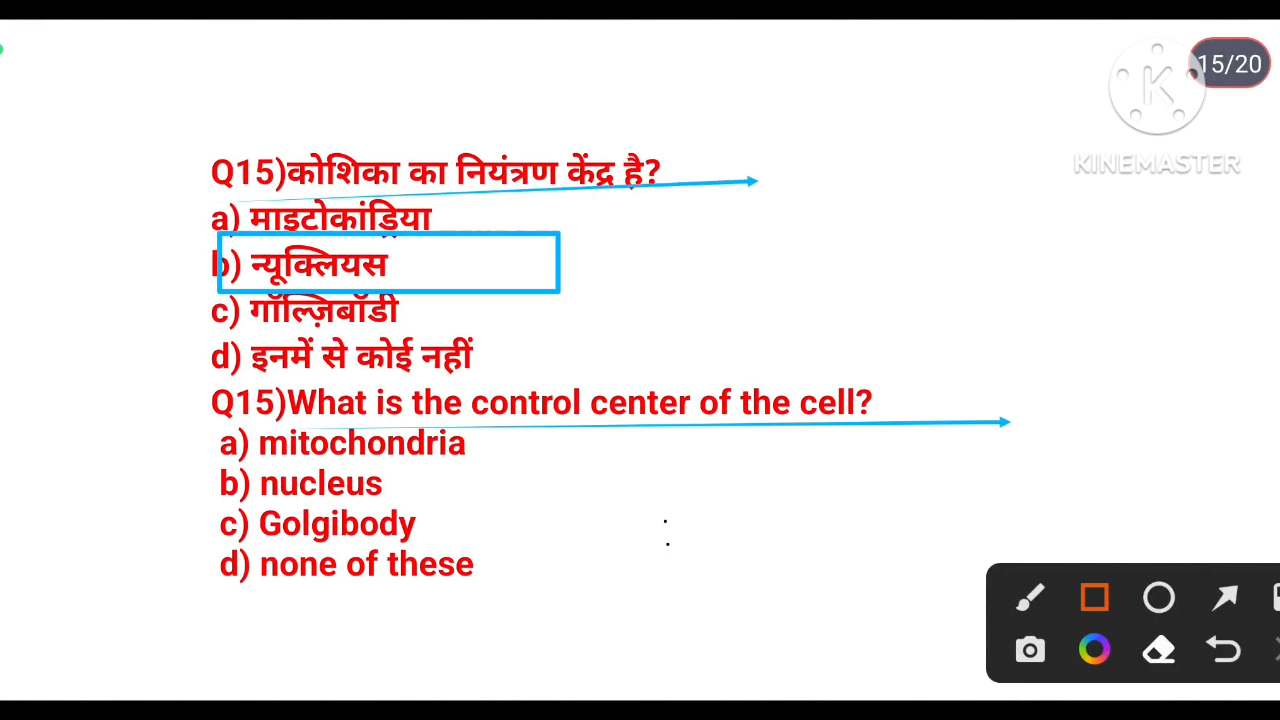 15/20
KINEMASTER
Q15)कोशिका का नियंत्रण केंद्र है?
a) माइटोकांड्रिया
b) न्यूक्लियस
c) गॉल्ज़िबॉडी
d) इनमें से कोई नहीं
Q15)What is the control center of the cell?
a) mitochondria
b) nucleus
c) Golgibody
d) none of these